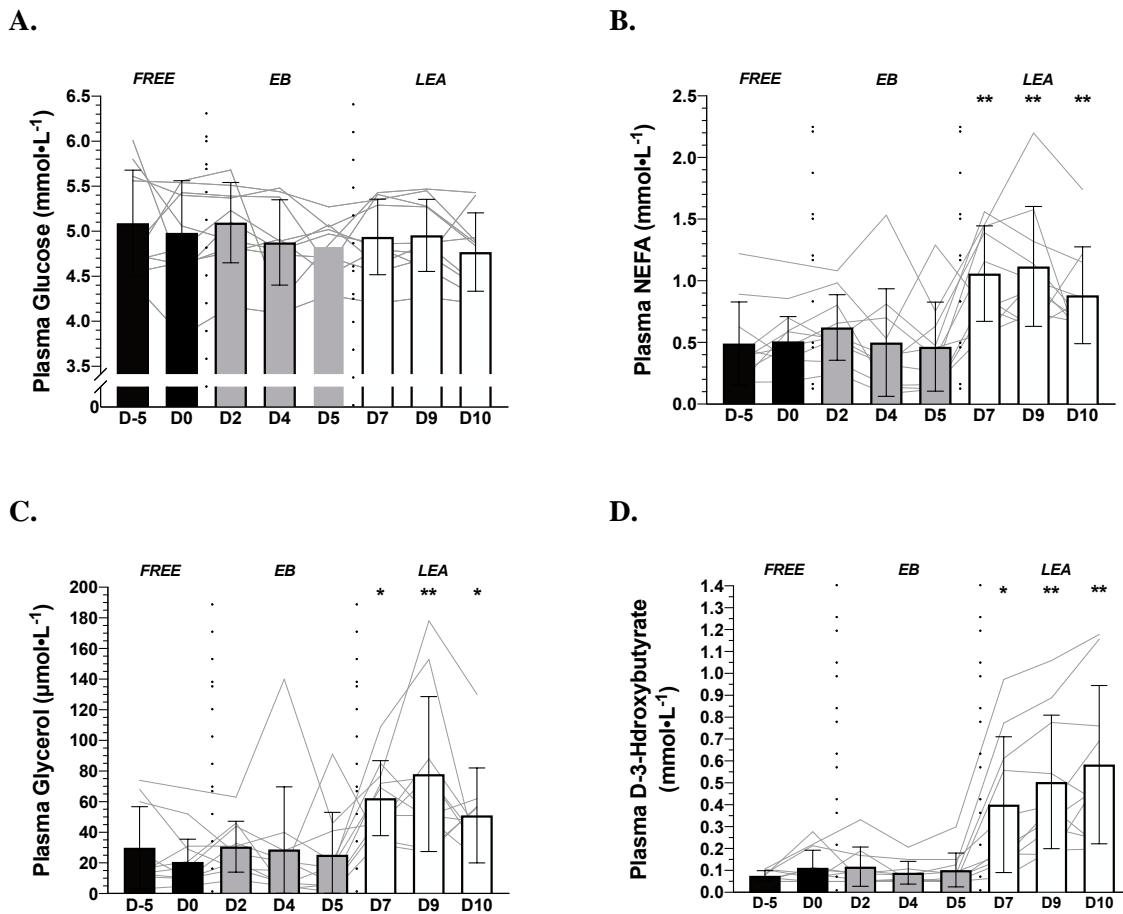 A.
FREE EB LEA
Plasma Glucose (mmol•L⁻¹)
6.5
6.0
5.5
5.0
4.5
4.0
3.5
0
D-5 D0 D2 D4 D5 D7 D9 D10
B.
FREE EB LEA
** ** **
Plasma NEFA (mmol•L⁻¹)
2.5
2.0
1.5
1.0
0.5
0.0
D-5 D0 D2 D4 D5 D7 D9 D10
C.
FREE EB LEA
* ** *
Plasma Glycerol (µmol•L⁻¹)
200
180
160
140
120
100
80
60
40
20
0
D-5 D0 D2 D4 D5 D7 D9 D10
D.
FREE EB LEA
* ** **
Plasma D-3-Hdroxybutyrate
(mmol•L⁻¹)
1.4
1.3
1.2
1.1
1.0
0.9
0.8
0.7
0.6
0.5
0.4
0.3
0.2
0.1
0.0
D-5 D0 D2 D4 D5 D7 D9 D10